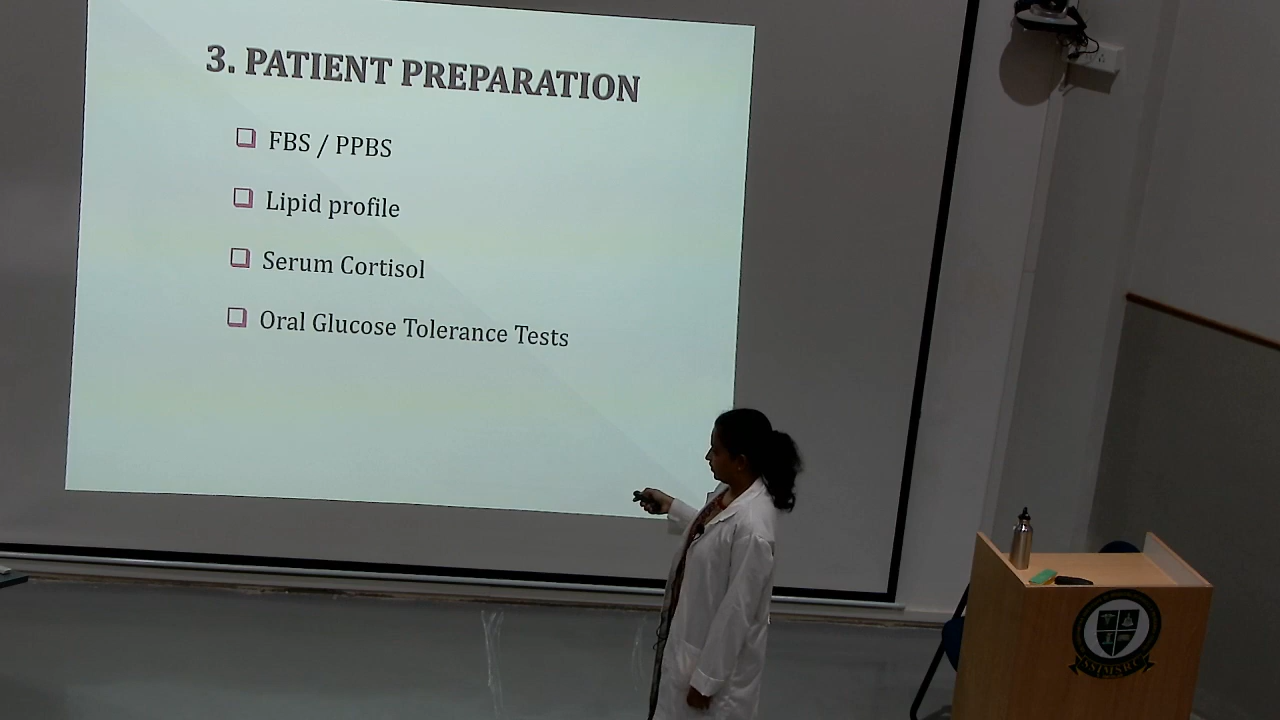 3. PATIENT PREPARATION
FBS / PPBS
Lipid profile
Serum Cortisol
Oral Glucose Tolerance Tests